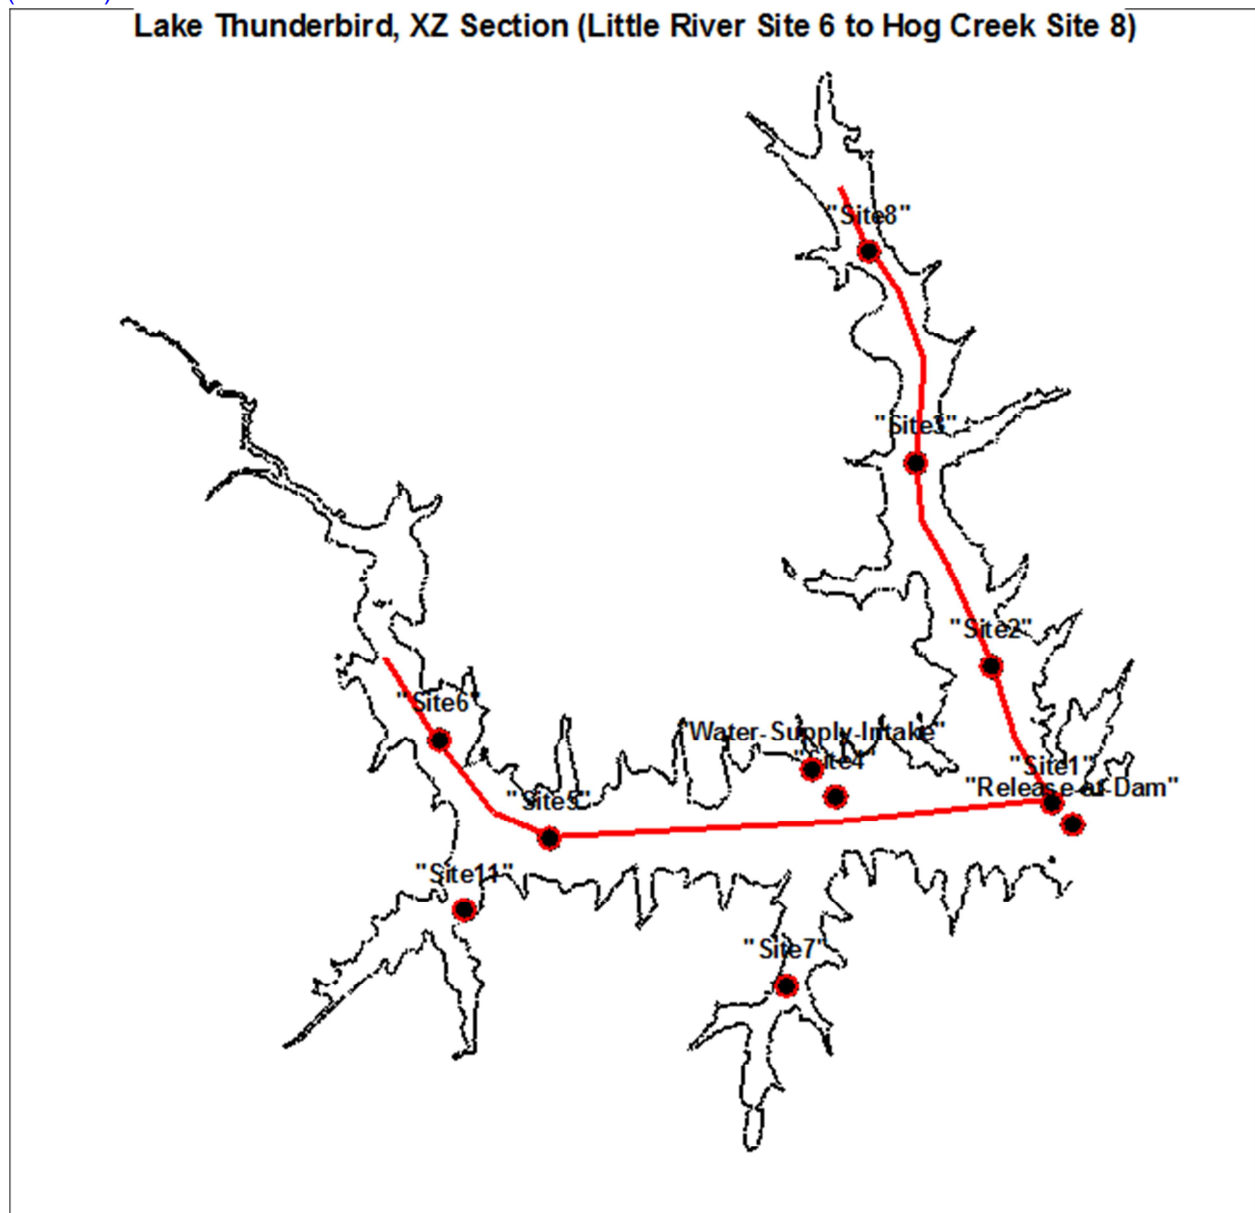 Lake Thunderbird, XZ Section (Little River Site 6 to Hog Creek Site 8)
"Site8"
"Site3"
"Site2"
"Site6"
"Water-Supply-Intake"
"Site4"
"Site1"
"Release-at-Dam"
"Site5"
"Site11"
"Site7"